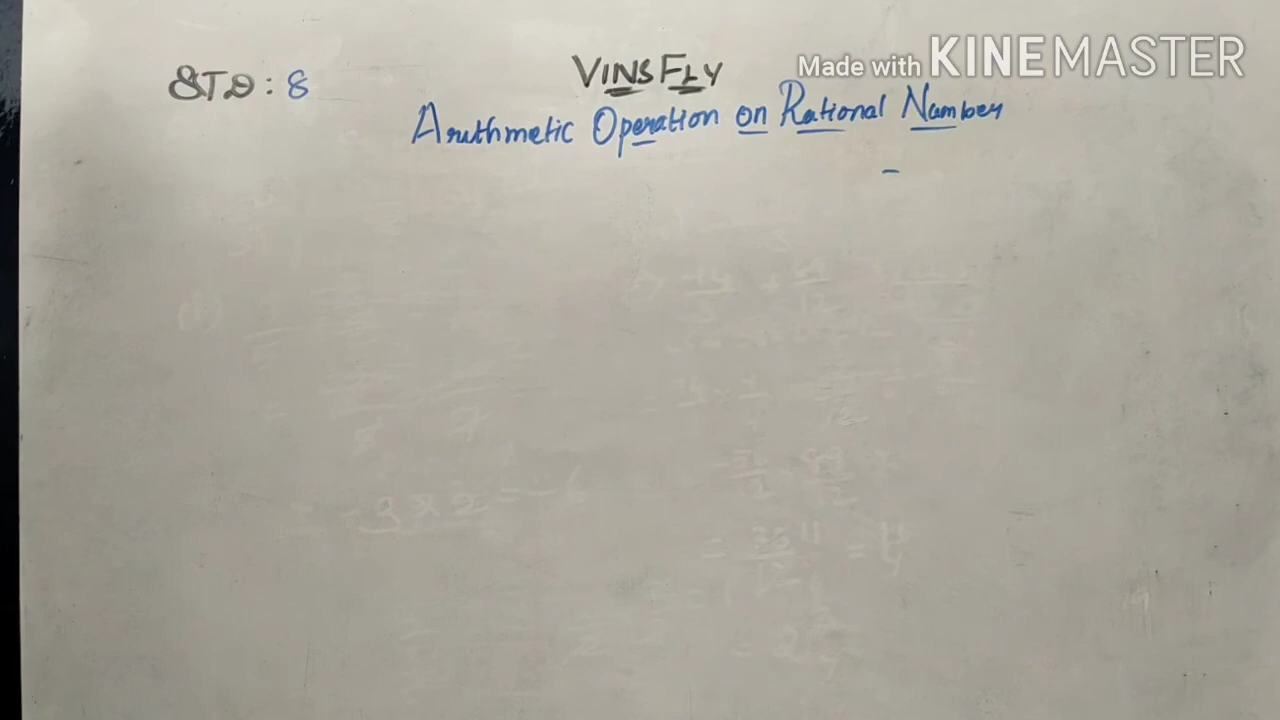 Made with KINEMASTER
STD : 8
VINSFLY
Arithmetic Operation on Rational Number